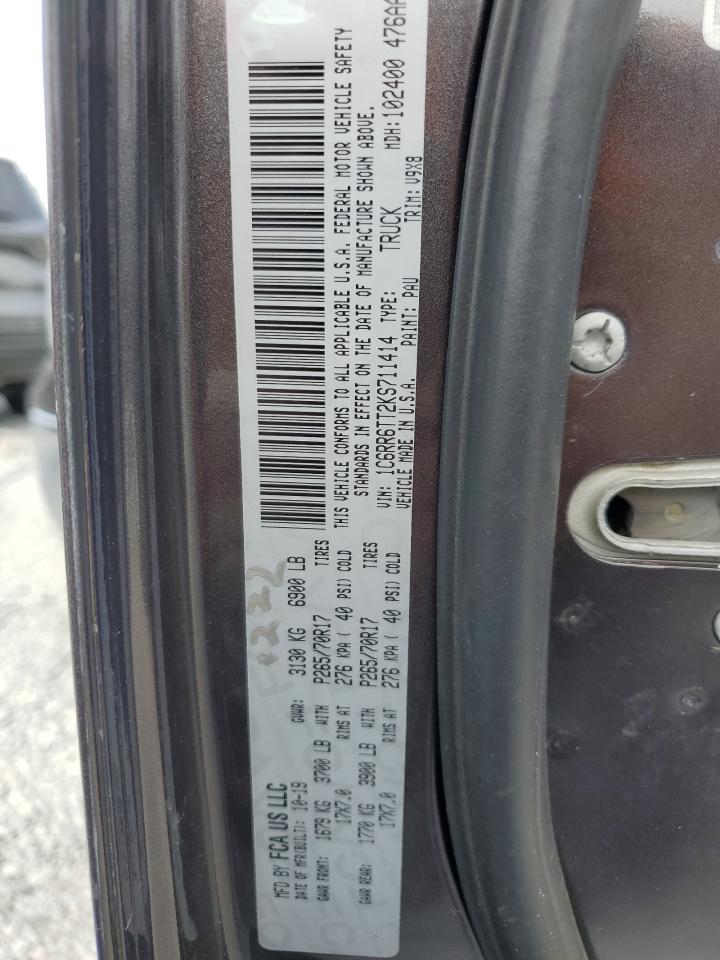 MFD BY FCA US LLC
DATE OF MFR(BUILT): 10-19 GVWR: 3130 KG 6900 LB
GAWR FRONT: 1679 KG 3700 LB WITH P265/70R17 TIRES
17X7.0 RIMS AT 276 KPA ( 40 PSI) COLD
GAWR REAR: 1770 KG 3900 LB WITH P265/70R17 TIRES
17X7.0 RIMS AT 276 KPA ( 40 PSI) COLD
THIS VEHICLE CONFORMS TO ALL APPLICABLE U.S.A. FEDERAL MOTOR VEHICLE SAFETY
STANDARDS IN EFFECT ON THE DATE OF MANUFACTURE SHOWN ABOVE.
VIN: 1C6RR6TT2KS711414 TYPE: TRUCK MDH:102400 476AA
VEHICLE MADE IN U.S.A. PAINT: PAU TRIM: V9X8